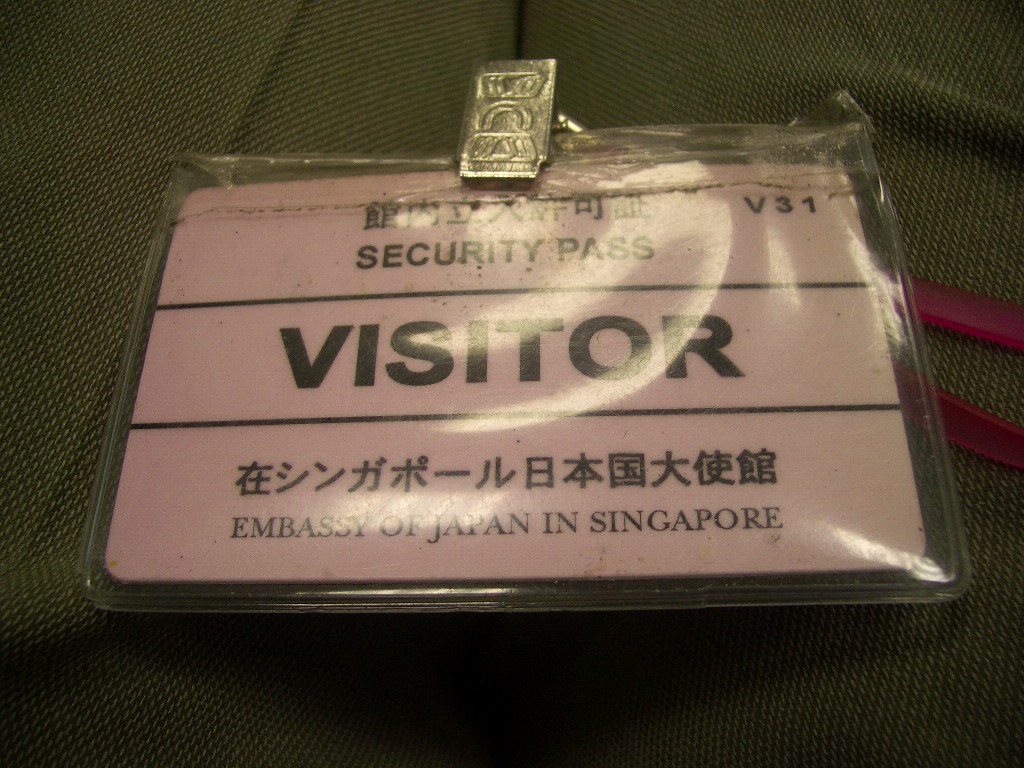 館内立入許可証
V31
SECURITY PASS
VISITOR
在シンガポール日本国大使館
EMBASSY OF JAPAN IN SINGAPORE